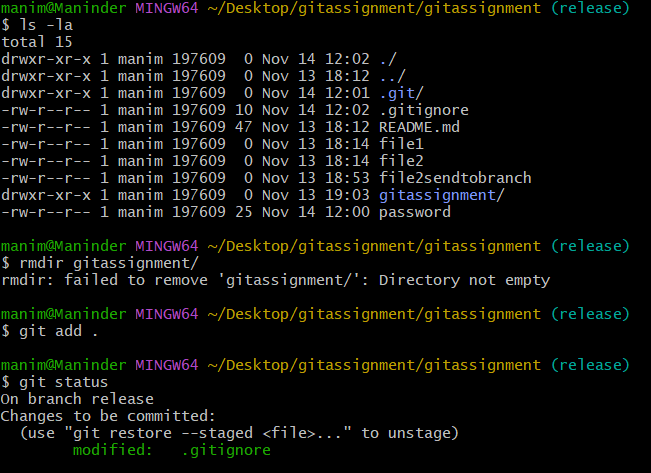 manim@Maninder MINGW64 ~/Desktop/gitassignment/gitassignment (release)
$ ls -la
total 15
drwxr-xr-x 1 manim 197609  0 Nov 14 12:02 ./
drwxr-xr-x 1 manim 197609  0 Nov 13 18:12 ../
drwxr-xr-x 1 manim 197609  0 Nov 14 12:01 .git/
-rw-r--r-- 1 manim 197609 10 Nov 14 12:02 .gitignore
-rw-r--r-- 1 manim 197609 47 Nov 13 18:12 README.md
-rw-r--r-- 1 manim 197609  0 Nov 13 18:14 file1
-rw-r--r-- 1 manim 197609  0 Nov 13 18:14 file2
-rw-r--r-- 1 manim 197609  0 Nov 13 18:53 file2sendtobranch
drwxr-xr-x 1 manim 197609  0 Nov 13 19:03 gitassignment/
-rw-r--r-- 1 manim 197609 25 Nov 14 12:00 password
manim@Maninder MINGW64 ~/Desktop/gitassignment/gitassignment (release)
$ rmdir gitassignment/
rmdir: failed to remove 'gitassignment/': Directory not empty
manim@Maninder MINGW64 ~/Desktop/gitassignment/gitassignment (release)
$ git add .
manim@Maninder MINGW64 ~/Desktop/gitassignment/gitassignment (release)
$ git status
On branch release
Changes to be committed:
  (use "git restore --staged <file>..." to unstage)
        modified:   .gitignore